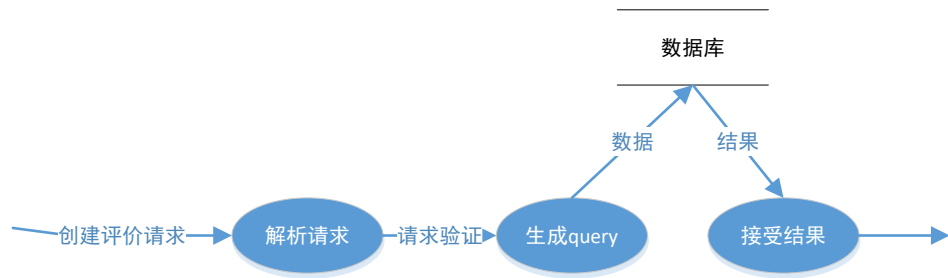 数据库
数据
结果
创建评价请求
解析请求
请求验证
生成query
接受结果